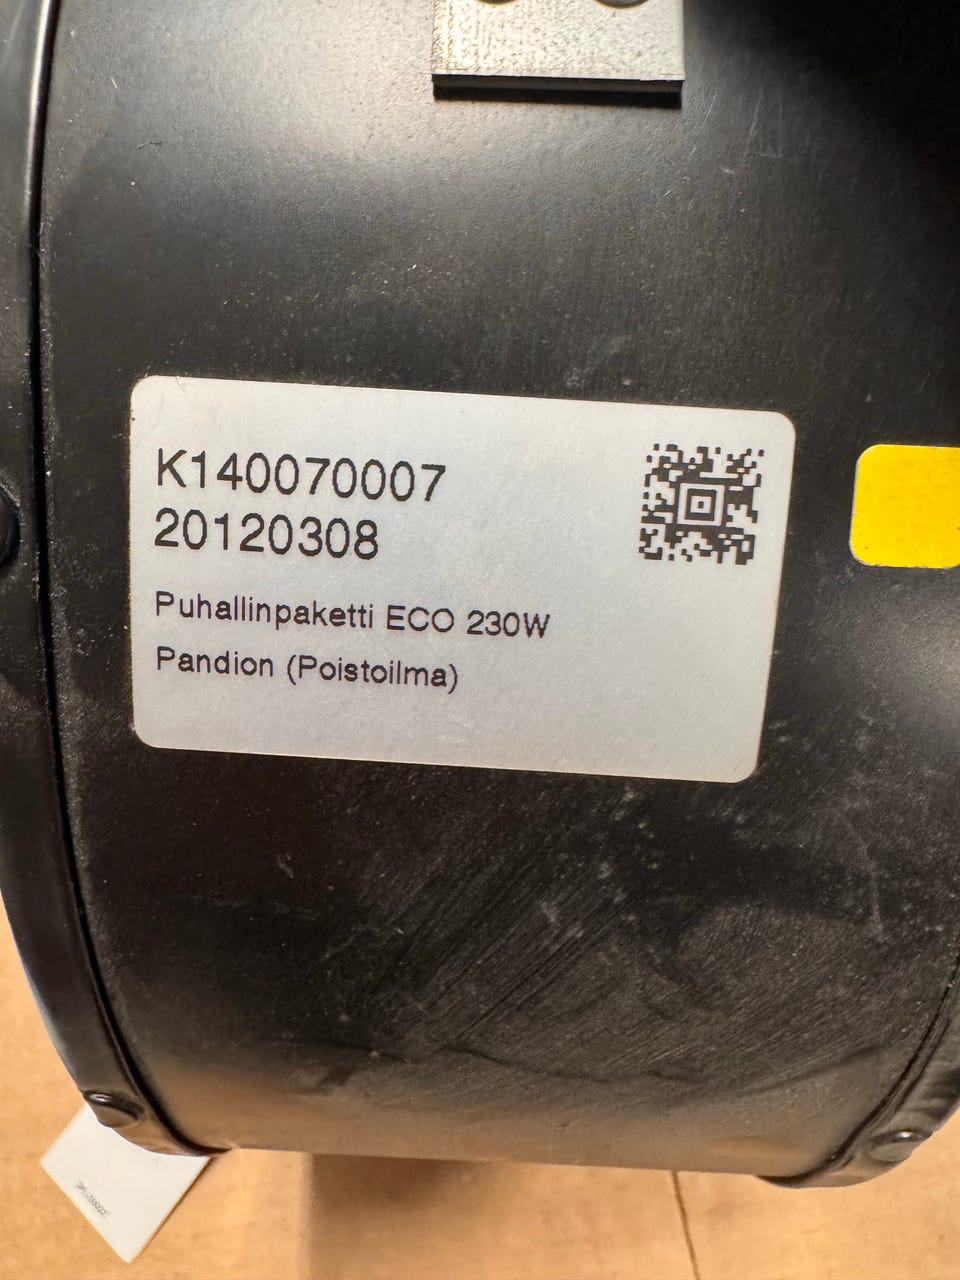 K140070007
20120308
Puhallinpaketti ECO 230W
Pandion (Poistoilma)